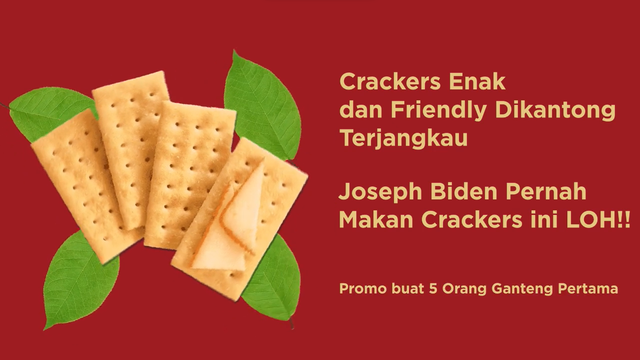 Crackers Enak
dan Friendly Dikantong
Terjangkau
Joseph Biden Pernah
Makan Crackers ini LOH!!
Promo buat 5 Orang Ganteng Pertama